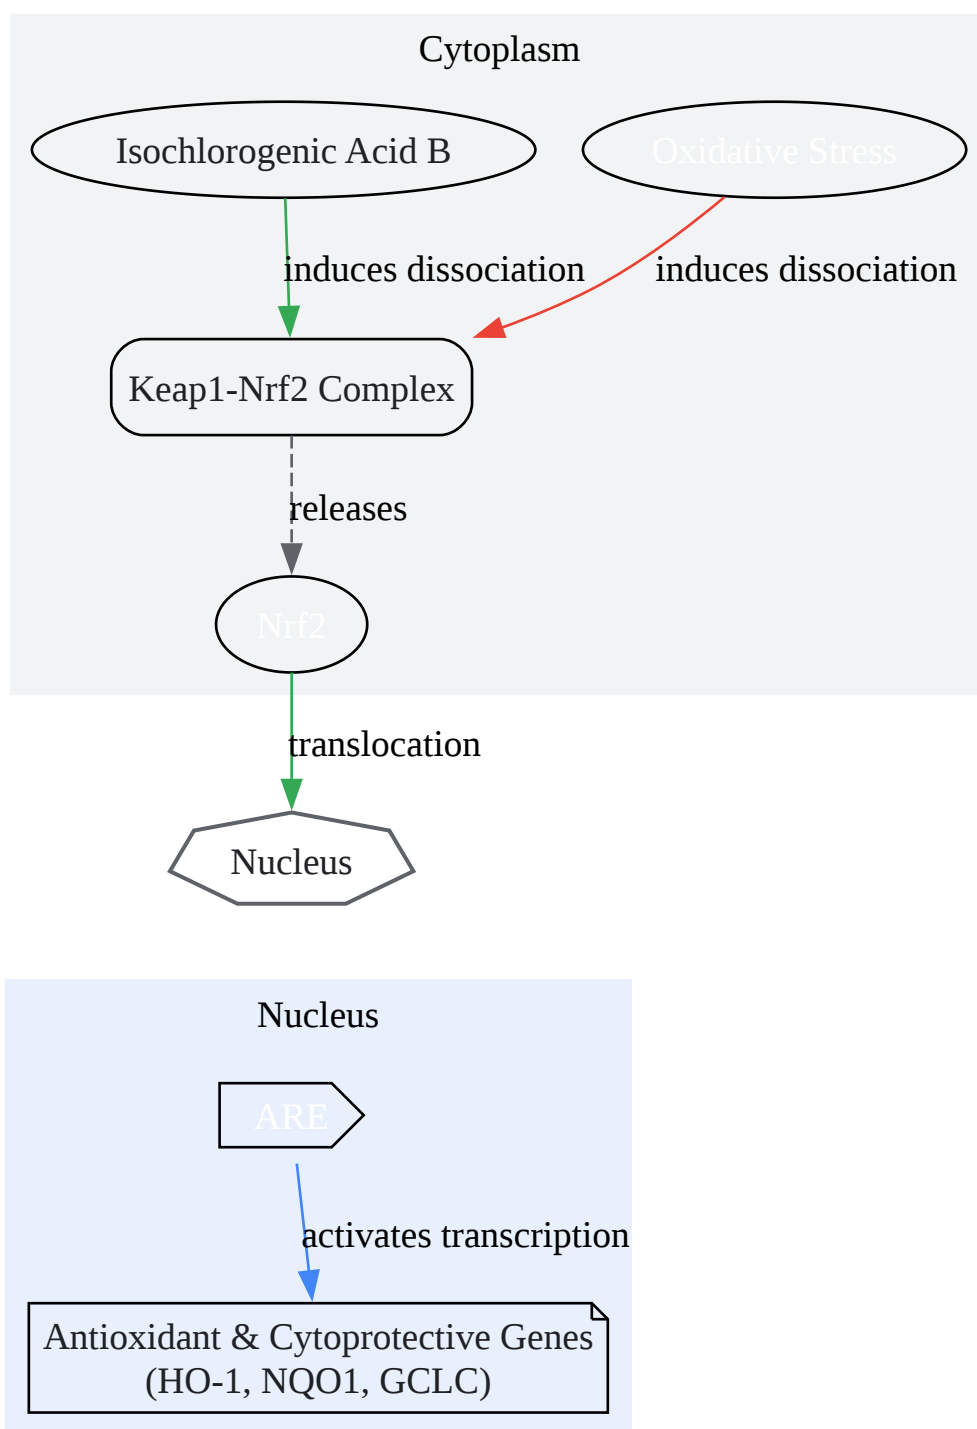 Cytoplasm
Isochlorogenic Acid B
Oxidative Stress
induces dissociation
induces dissociation
Keap1-Nrf2 Complex
releases
Nrf2
translocation
Nucleus
Nucleus
ARE
activates transcription
Antioxidant & Cytoprotective Genes
(HO-1, NQO1, GCLC)